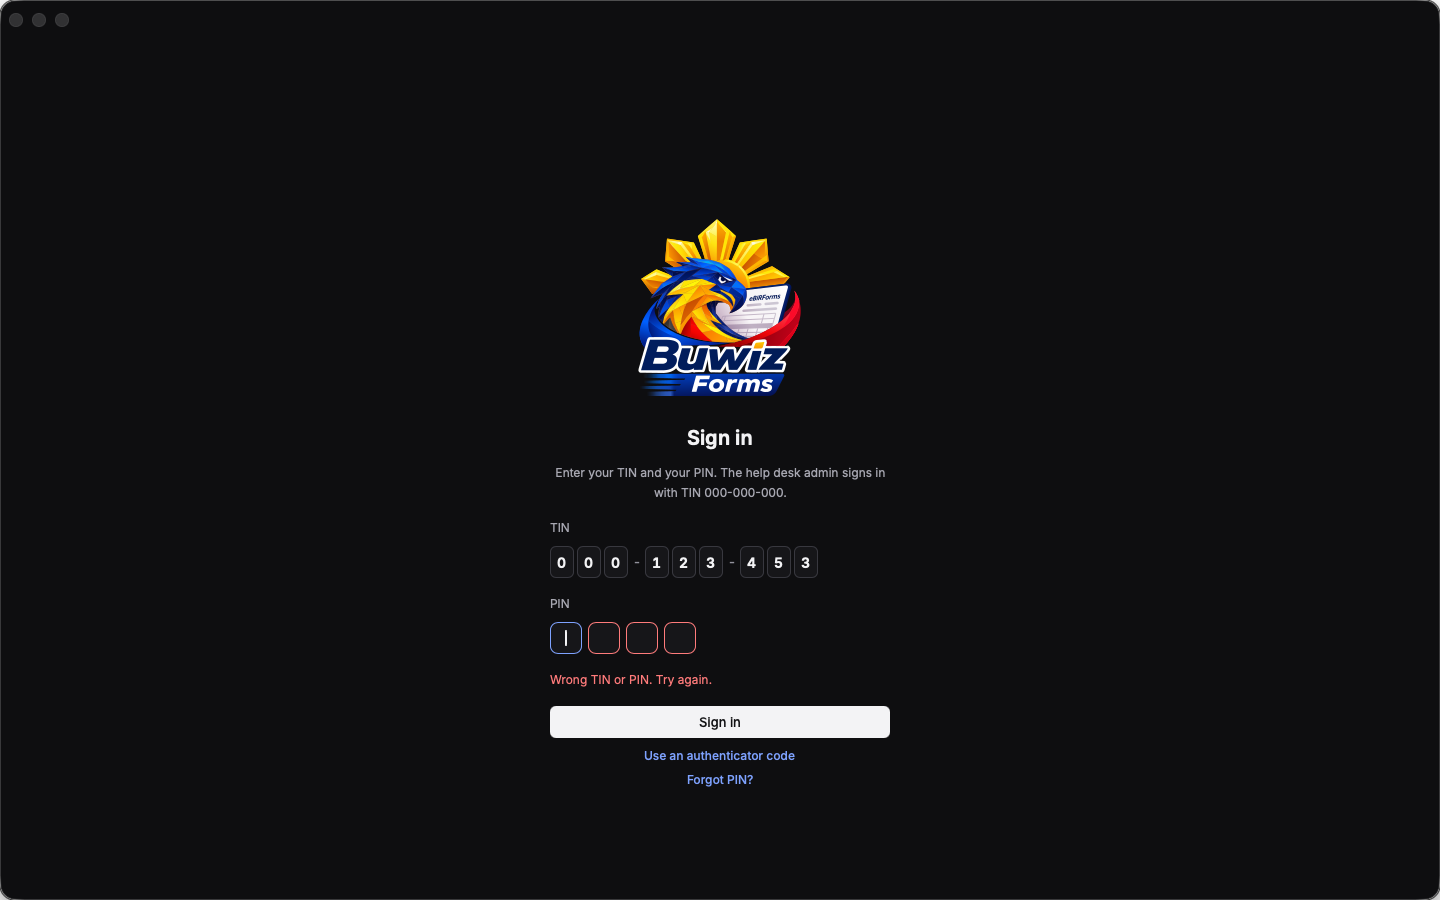 eBIRForms
Buwiz
Forms
Sign in
Enter your TIN and your PIN. The help desk admin signs in
with TIN 000-000-000.
TIN
0 0 0 - 1 2 3 - 4 5 3
PIN
Wrong TIN or PIN. Try again.
Sign in
Use an authenticator code
Forgot PIN?